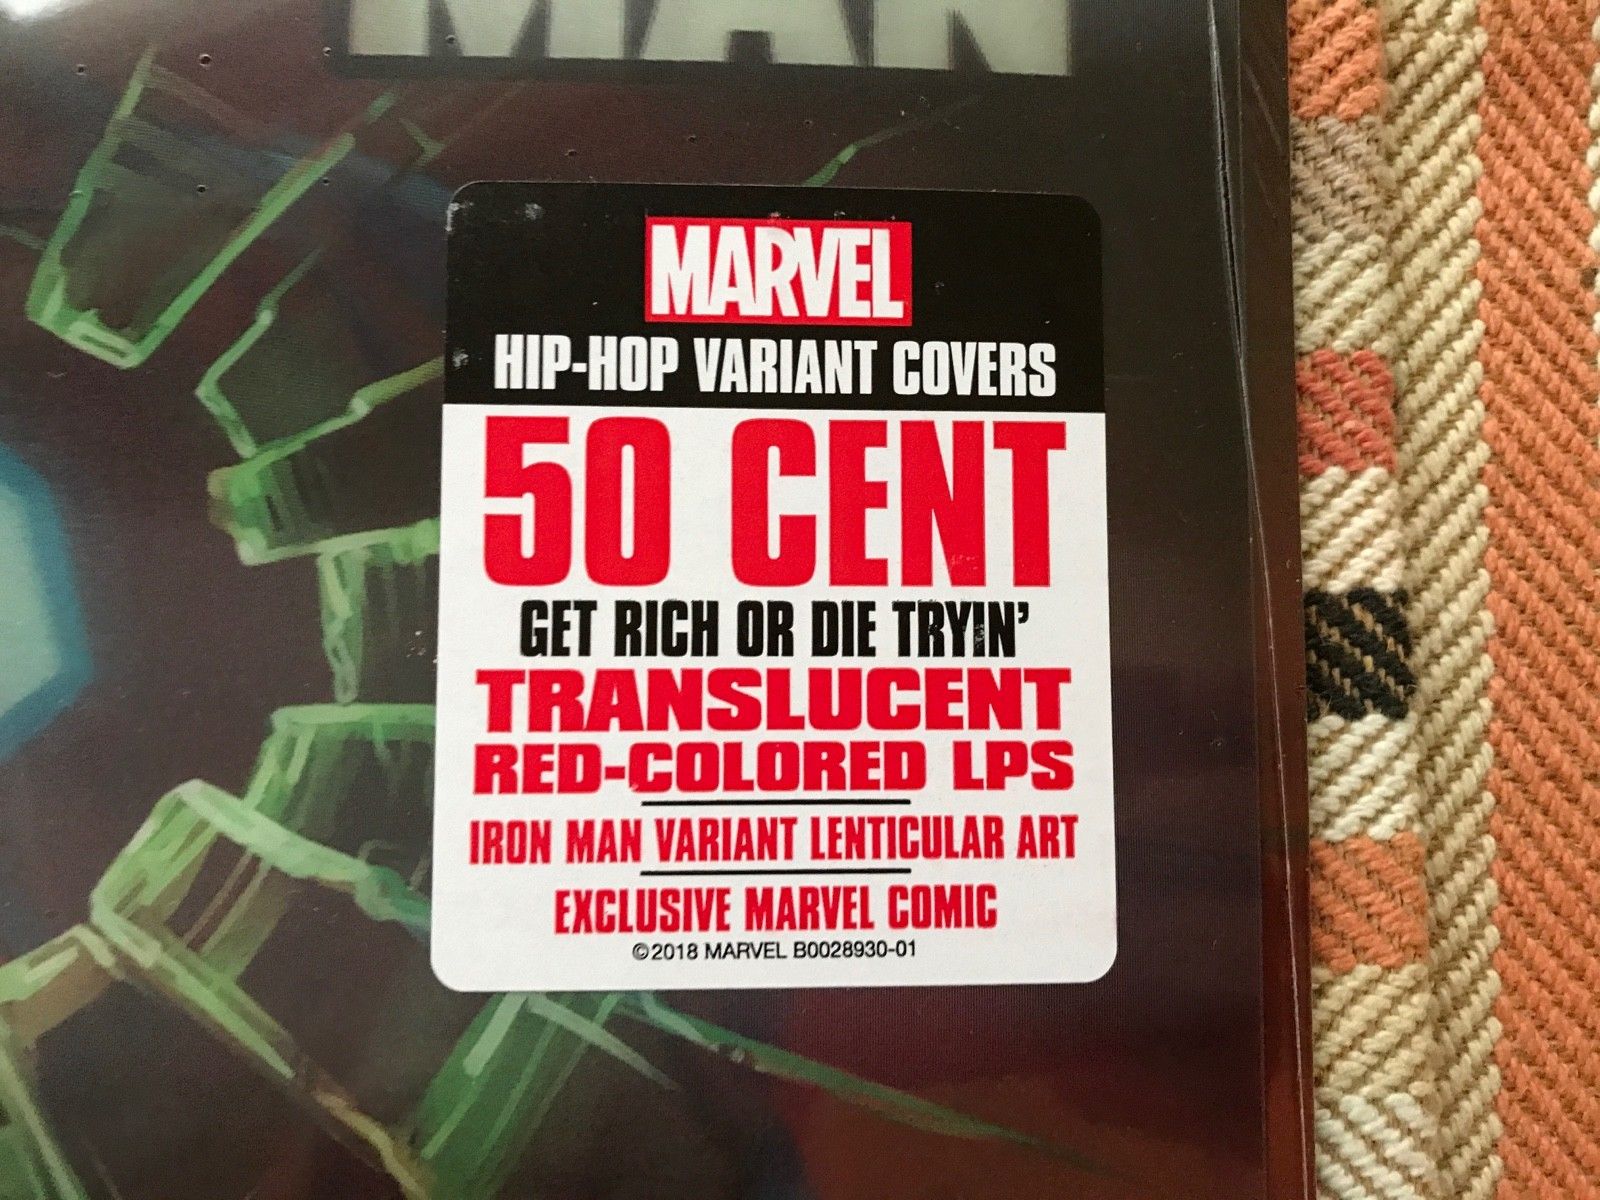 MAN
MARVEL
HIP-HOP VARIANT COVERS
50 CENT
GET RICH OR DIE TRYIN'
TRANSLUCENT
RED-COLORED LPS
IRON MAN VARIANT LENTICULAR ART
EXCLUSIVE MARVEL COMIC
©2018 MARVEL B0028930-01